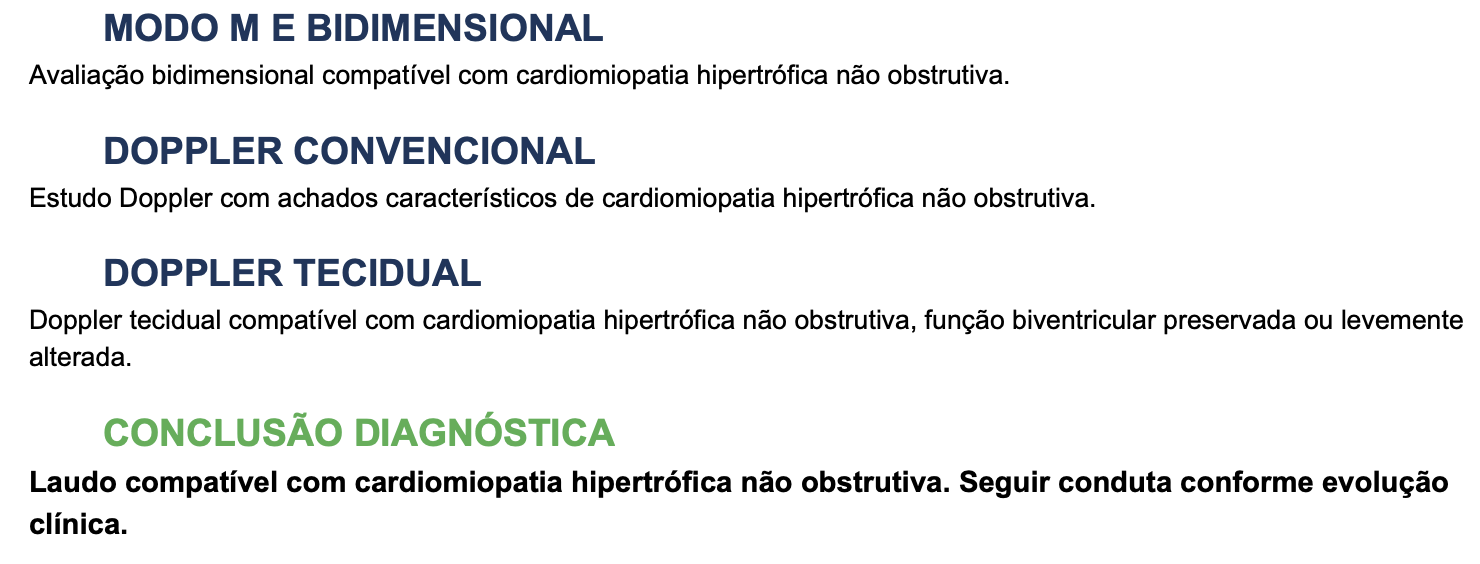 MODO M E BIDIMENSIONAL
Avaliação bidimensional compatível com cardiomiopatia hipertrófica não obstrutiva.
DOPPLER CONVENCIONAL
Estudo Doppler com achados característicos de cardiomiopatia hipertrófica não obstrutiva.
DOPPLER TECIDUAL
Doppler tecidual compatível com cardiomiopatia hipertrófica não obstrutiva, função biventricular preservada ou levemente
alterada.
CONCLUSÃO DIAGNÓSTICA
Laudo compatível com cardiomiopatia hipertrófica não obstrutiva. Seguir conduta conforme evolução
clínica.